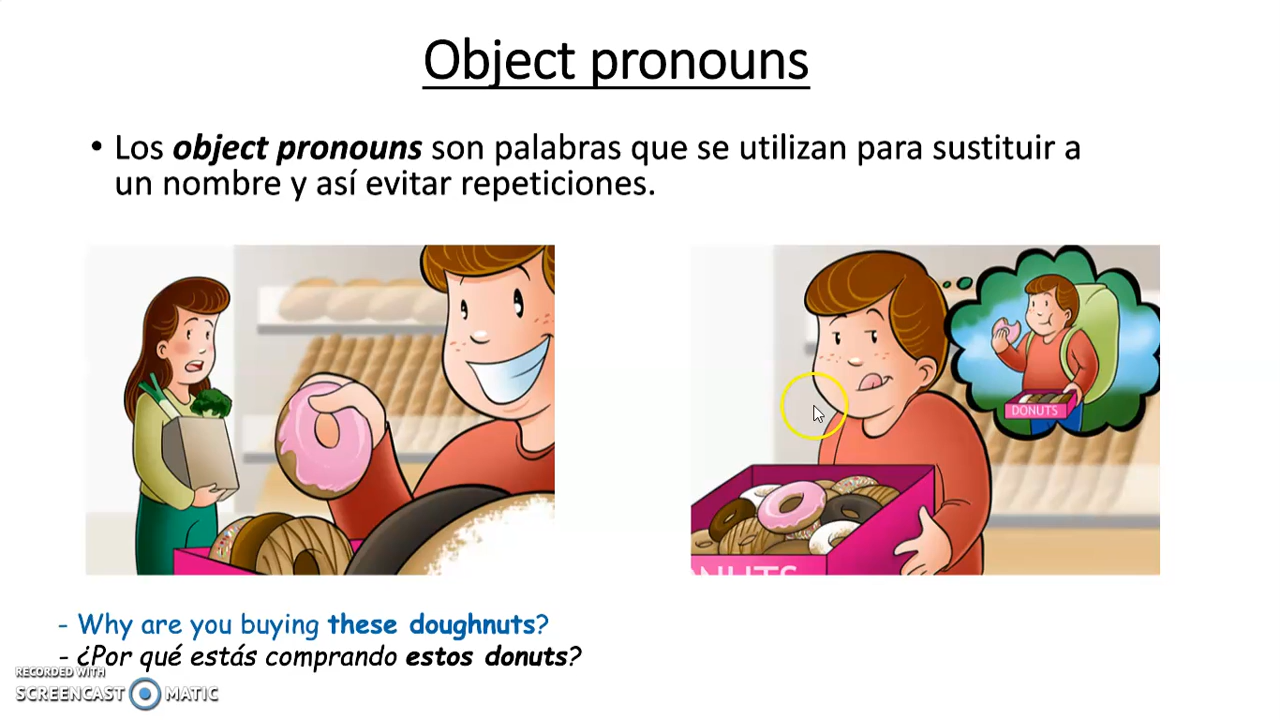 Object pronouns
• Los object pronouns son palabras que se utilizan para sustituir a
un nombre y así evitar repeticiones.
DONUTS
DONUTS
- Why are you buying these doughnuts?
- ¿Por qué estás comprando estos donuts?
RECORDED WITH
SCREENCAST MATIC